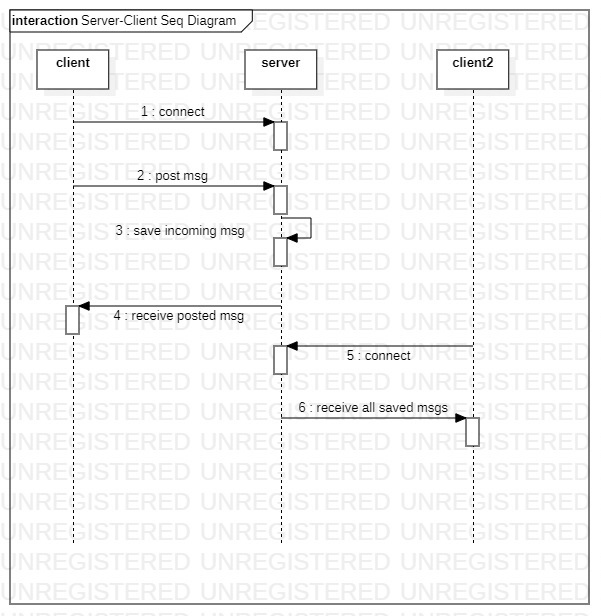 interaction Server-Client Seq Diagram
client
server
client2
1 : connect
2 : post msg
3 : save incoming msg
4 : receive posted msg
5 : connect
6 : receive all saved msgs
UNREGISTERED UNREGISTERED UNREGISTERED